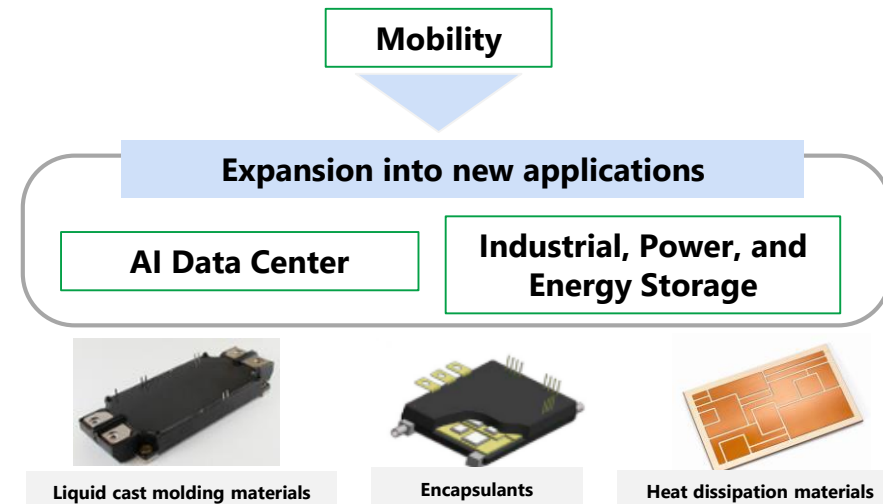 Mobility
Expansion into new applications
AI Data Center
Industrial, Power, and
Energy Storage
Liquid cast molding materials
Encapsulants
Heat dissipation materials